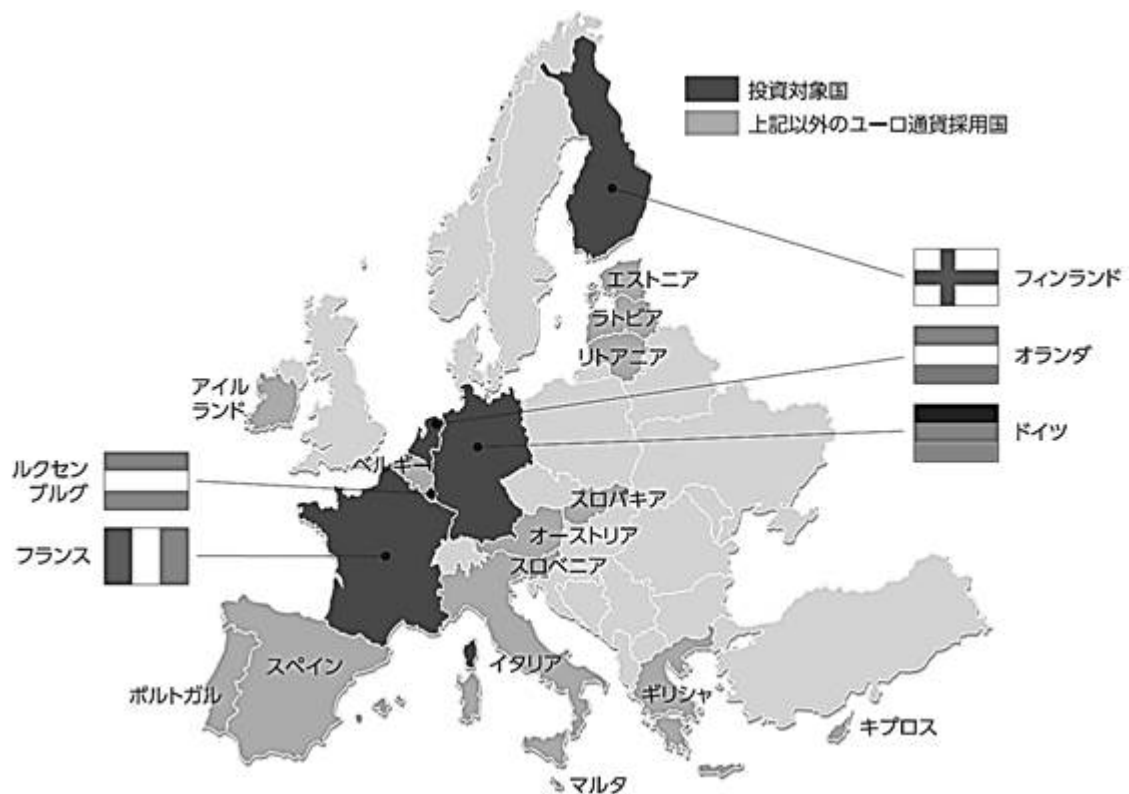 投資対象国
上記以外のユーロ通貨採用国
エストニア
フィンランド
ラトビア
リトアニア
オランダ
アイル
ランド
ドイツ
ベルギー
ルクセン
ブルグ
スロバキア
オーストリア
フランス
スロベニア
スペイン
イタリア
ポルトガル
ギリシャ
キプロス
マルタ